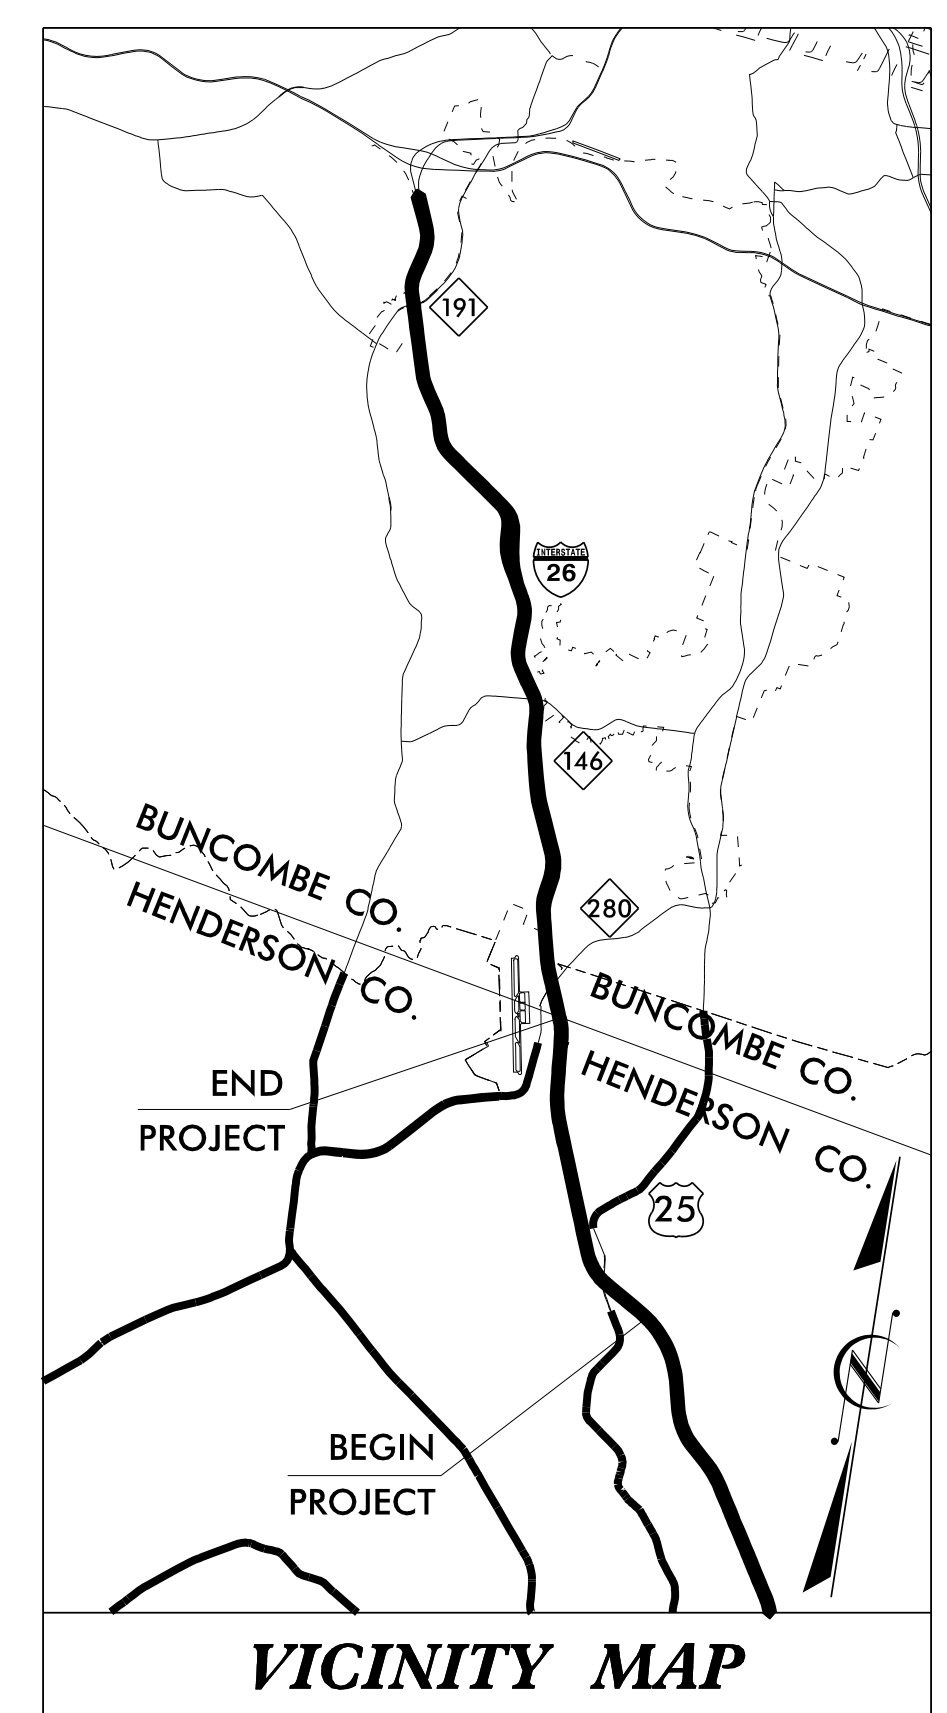 191
INTERSTATE
26
146
BUNCOMBE CO.
HENDERSON CO.
280
BUNCOMBE CO.
HENDERSON CO.
END
PROJECT
25
N
BEGIN
PROJECT
VICINITY MAP